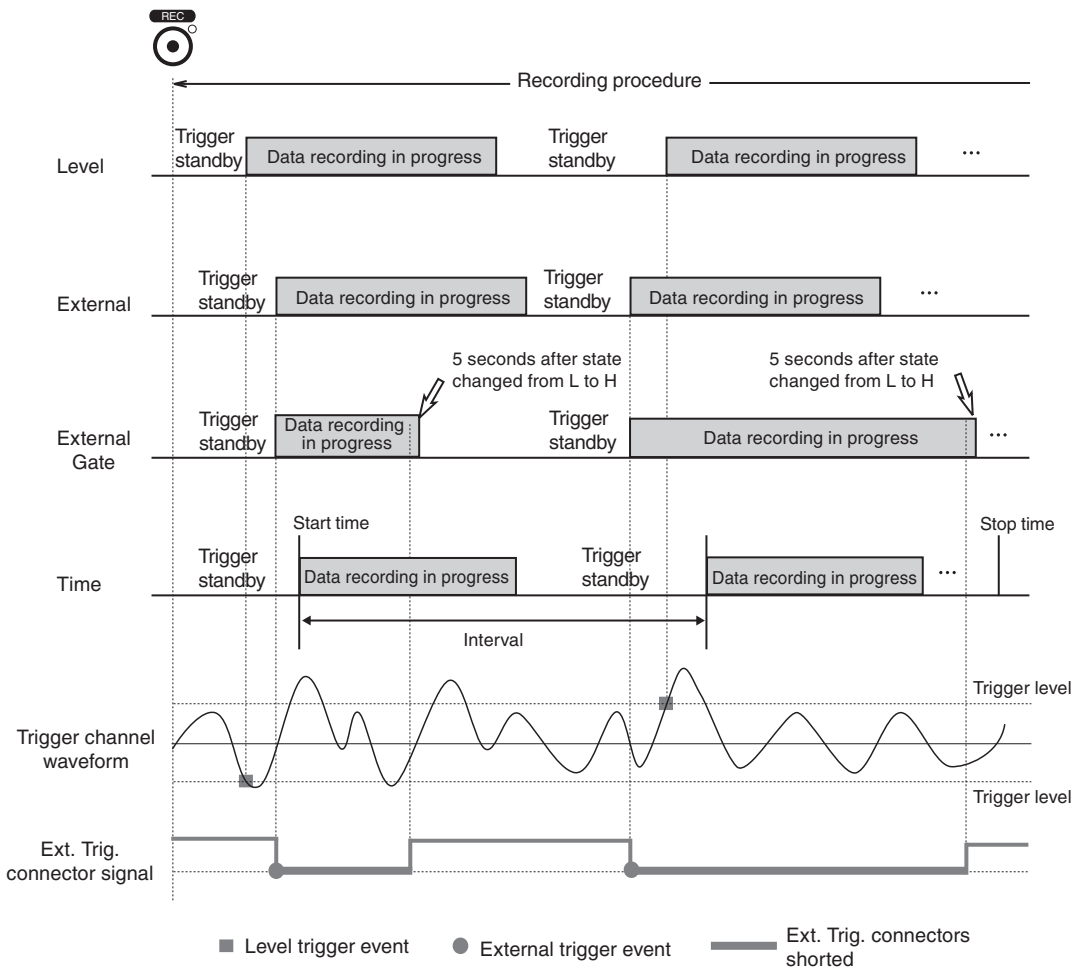 REC
Recording procedure
Level
Trigger
standby
Data recording in progress
Trigger
standby
Data recording in progress
...
External
Trigger
standby
Data recording in progress
Trigger
standby
Data recording in progress
...
5 seconds after state
changed from L to H
5 seconds after state
changed from L to H
External
Gate
Trigger
standby
Data recording
in progress
Trigger
standby
Data recording in progress
...
Start time
Stop time
Time
Trigger
standby
Data recording in progress
Trigger
standby
Data recording in progress
...
Interval
Trigger level
Trigger channel
waveform
Trigger level
Ext. Trig.
connector signal
Level trigger event
External trigger event
Ext. Trig. connectors
shorted